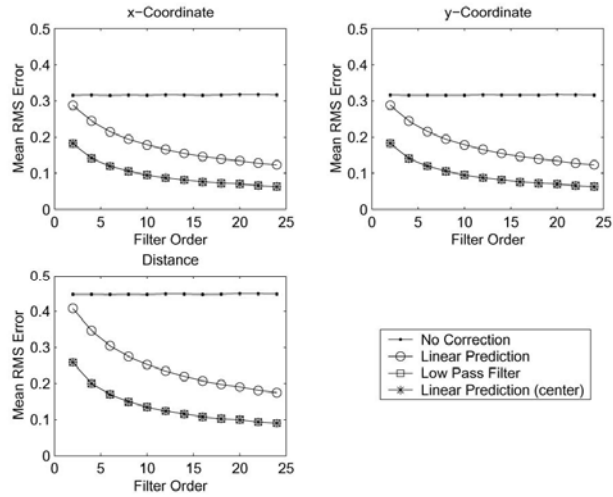 x−Coordinate
0.5
0.4
0.3
0.2
0.1
0
Mean RMS Error
0 5 10 15 20 25
Filter Order
y−Coordinate
0.5
0.4
0.3
0.2
0.1
0
Mean RMS Error
0 5 10 15 20 25
Filter Order
Distance
0.5
0.4
0.3
0.2
0.1
0
Mean RMS Error
0 5 10 15 20 25
Filter Order
No Correction
Linear Prediction
Low Pass Filter
Linear Prediction (center)